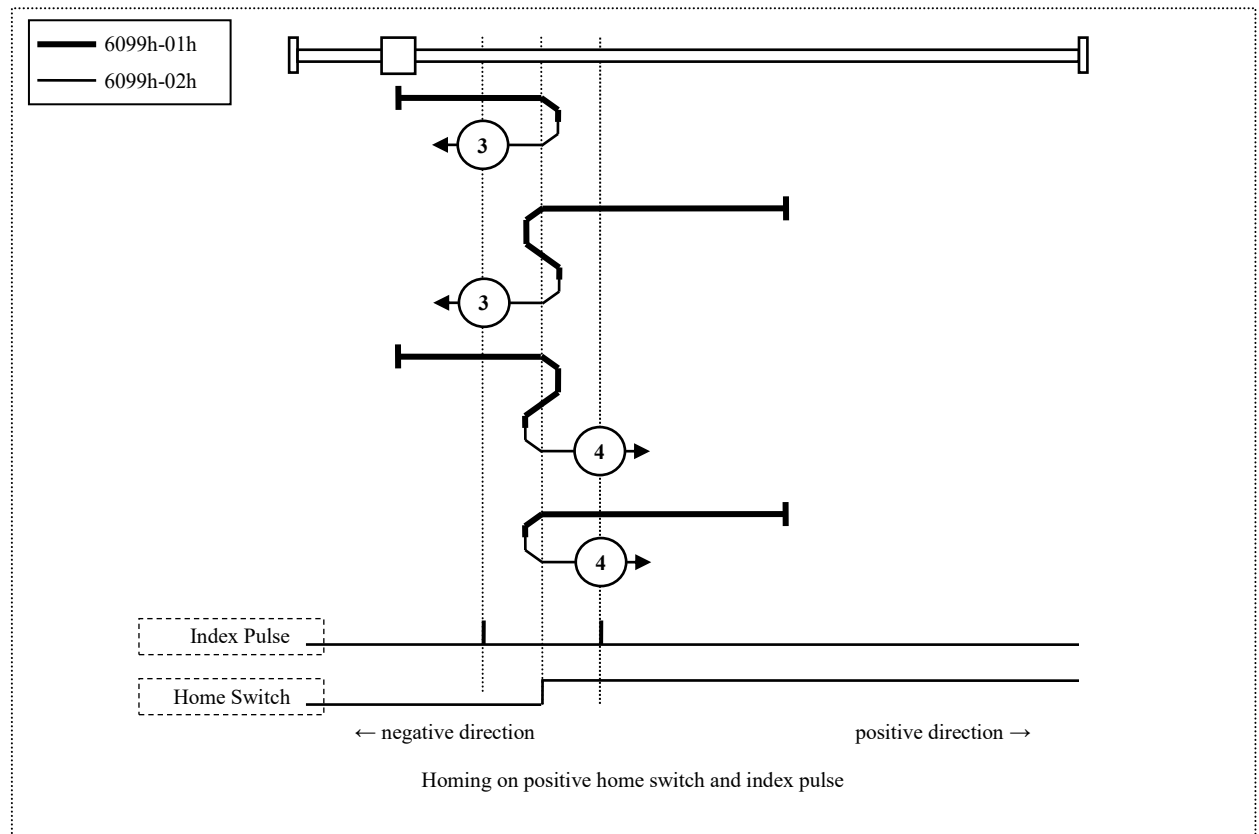 6099h-01h
6099h-02h
3
3
4
4
Index Pulse
Home Switch
← negative direction
positive direction →
Homing on positive home switch and index pulse